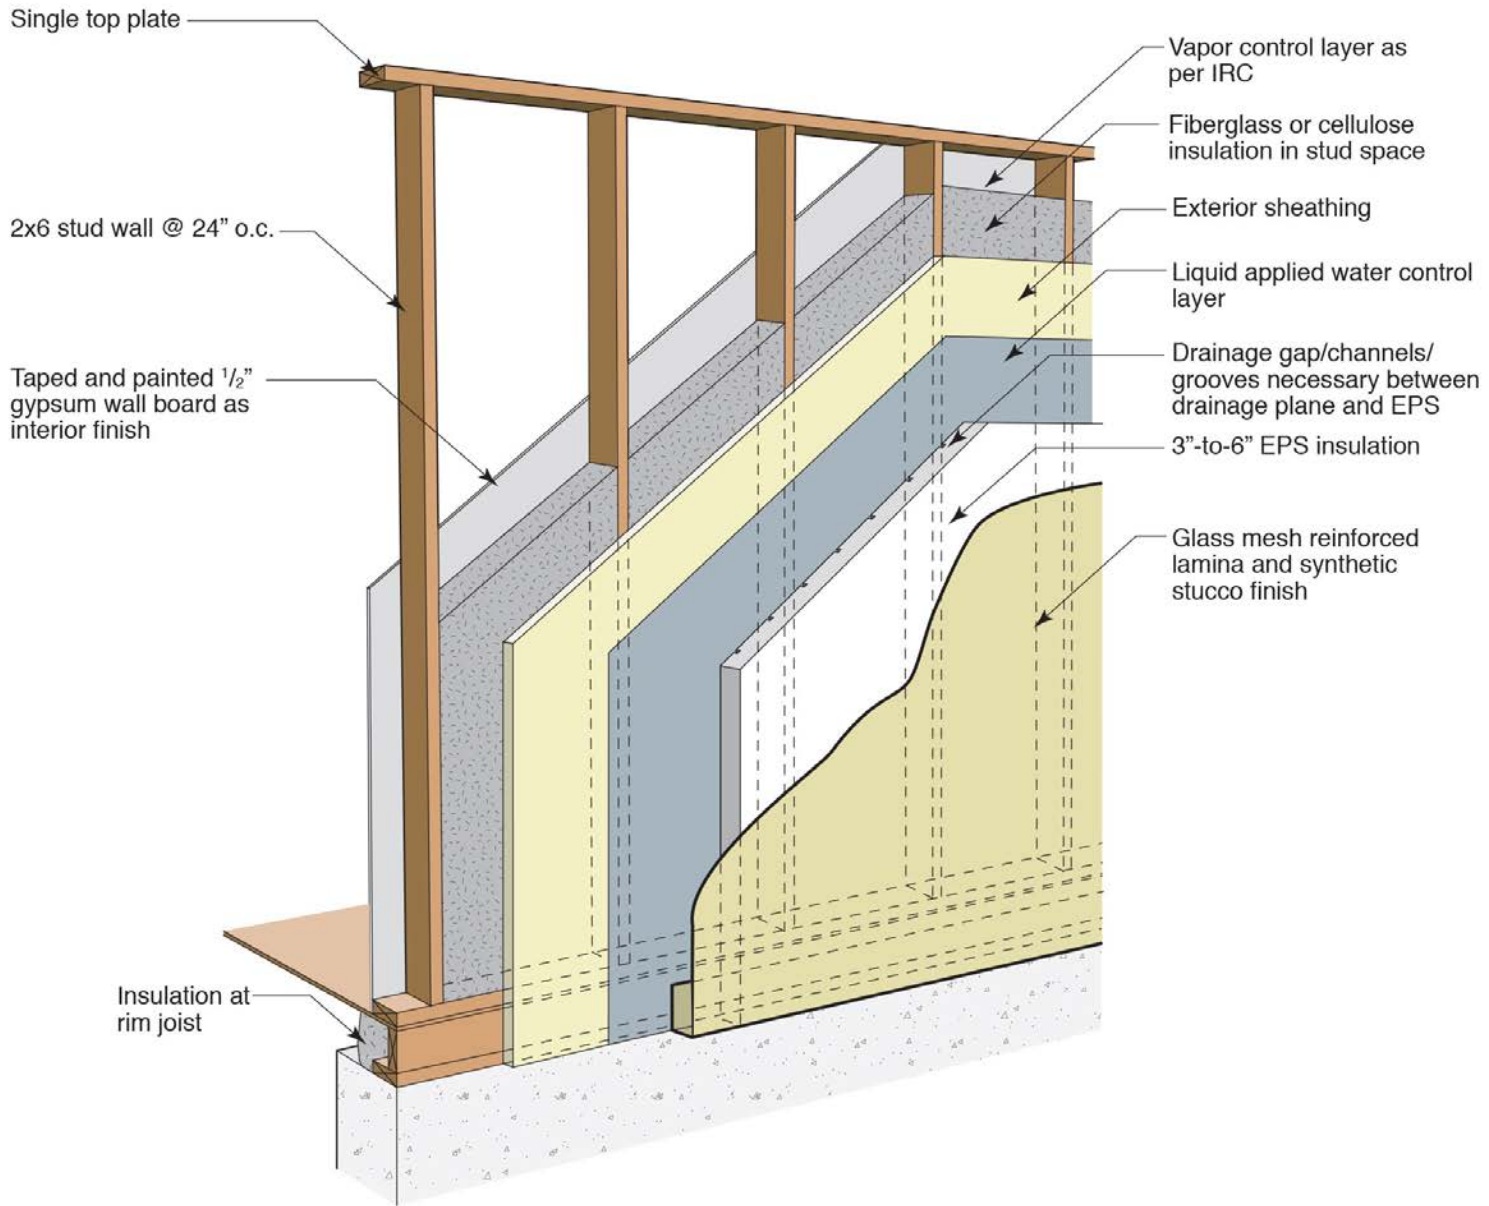 Single top plate
2x6 stud wall @ 24” o.c.
Taped and painted ¹/₂”
gypsum wall board as
interior finish
Insulation at
rim joist
Vapor control layer as
per IRC
Fiberglass or cellulose
insulation in stud space
Exterior sheathing
Liquid applied water control
layer
Drainage gap/channels/
grooves necessary between
drainage plane and EPS
3”-to-6” EPS insulation
Glass mesh reinforced
lamina and synthetic
stucco finish